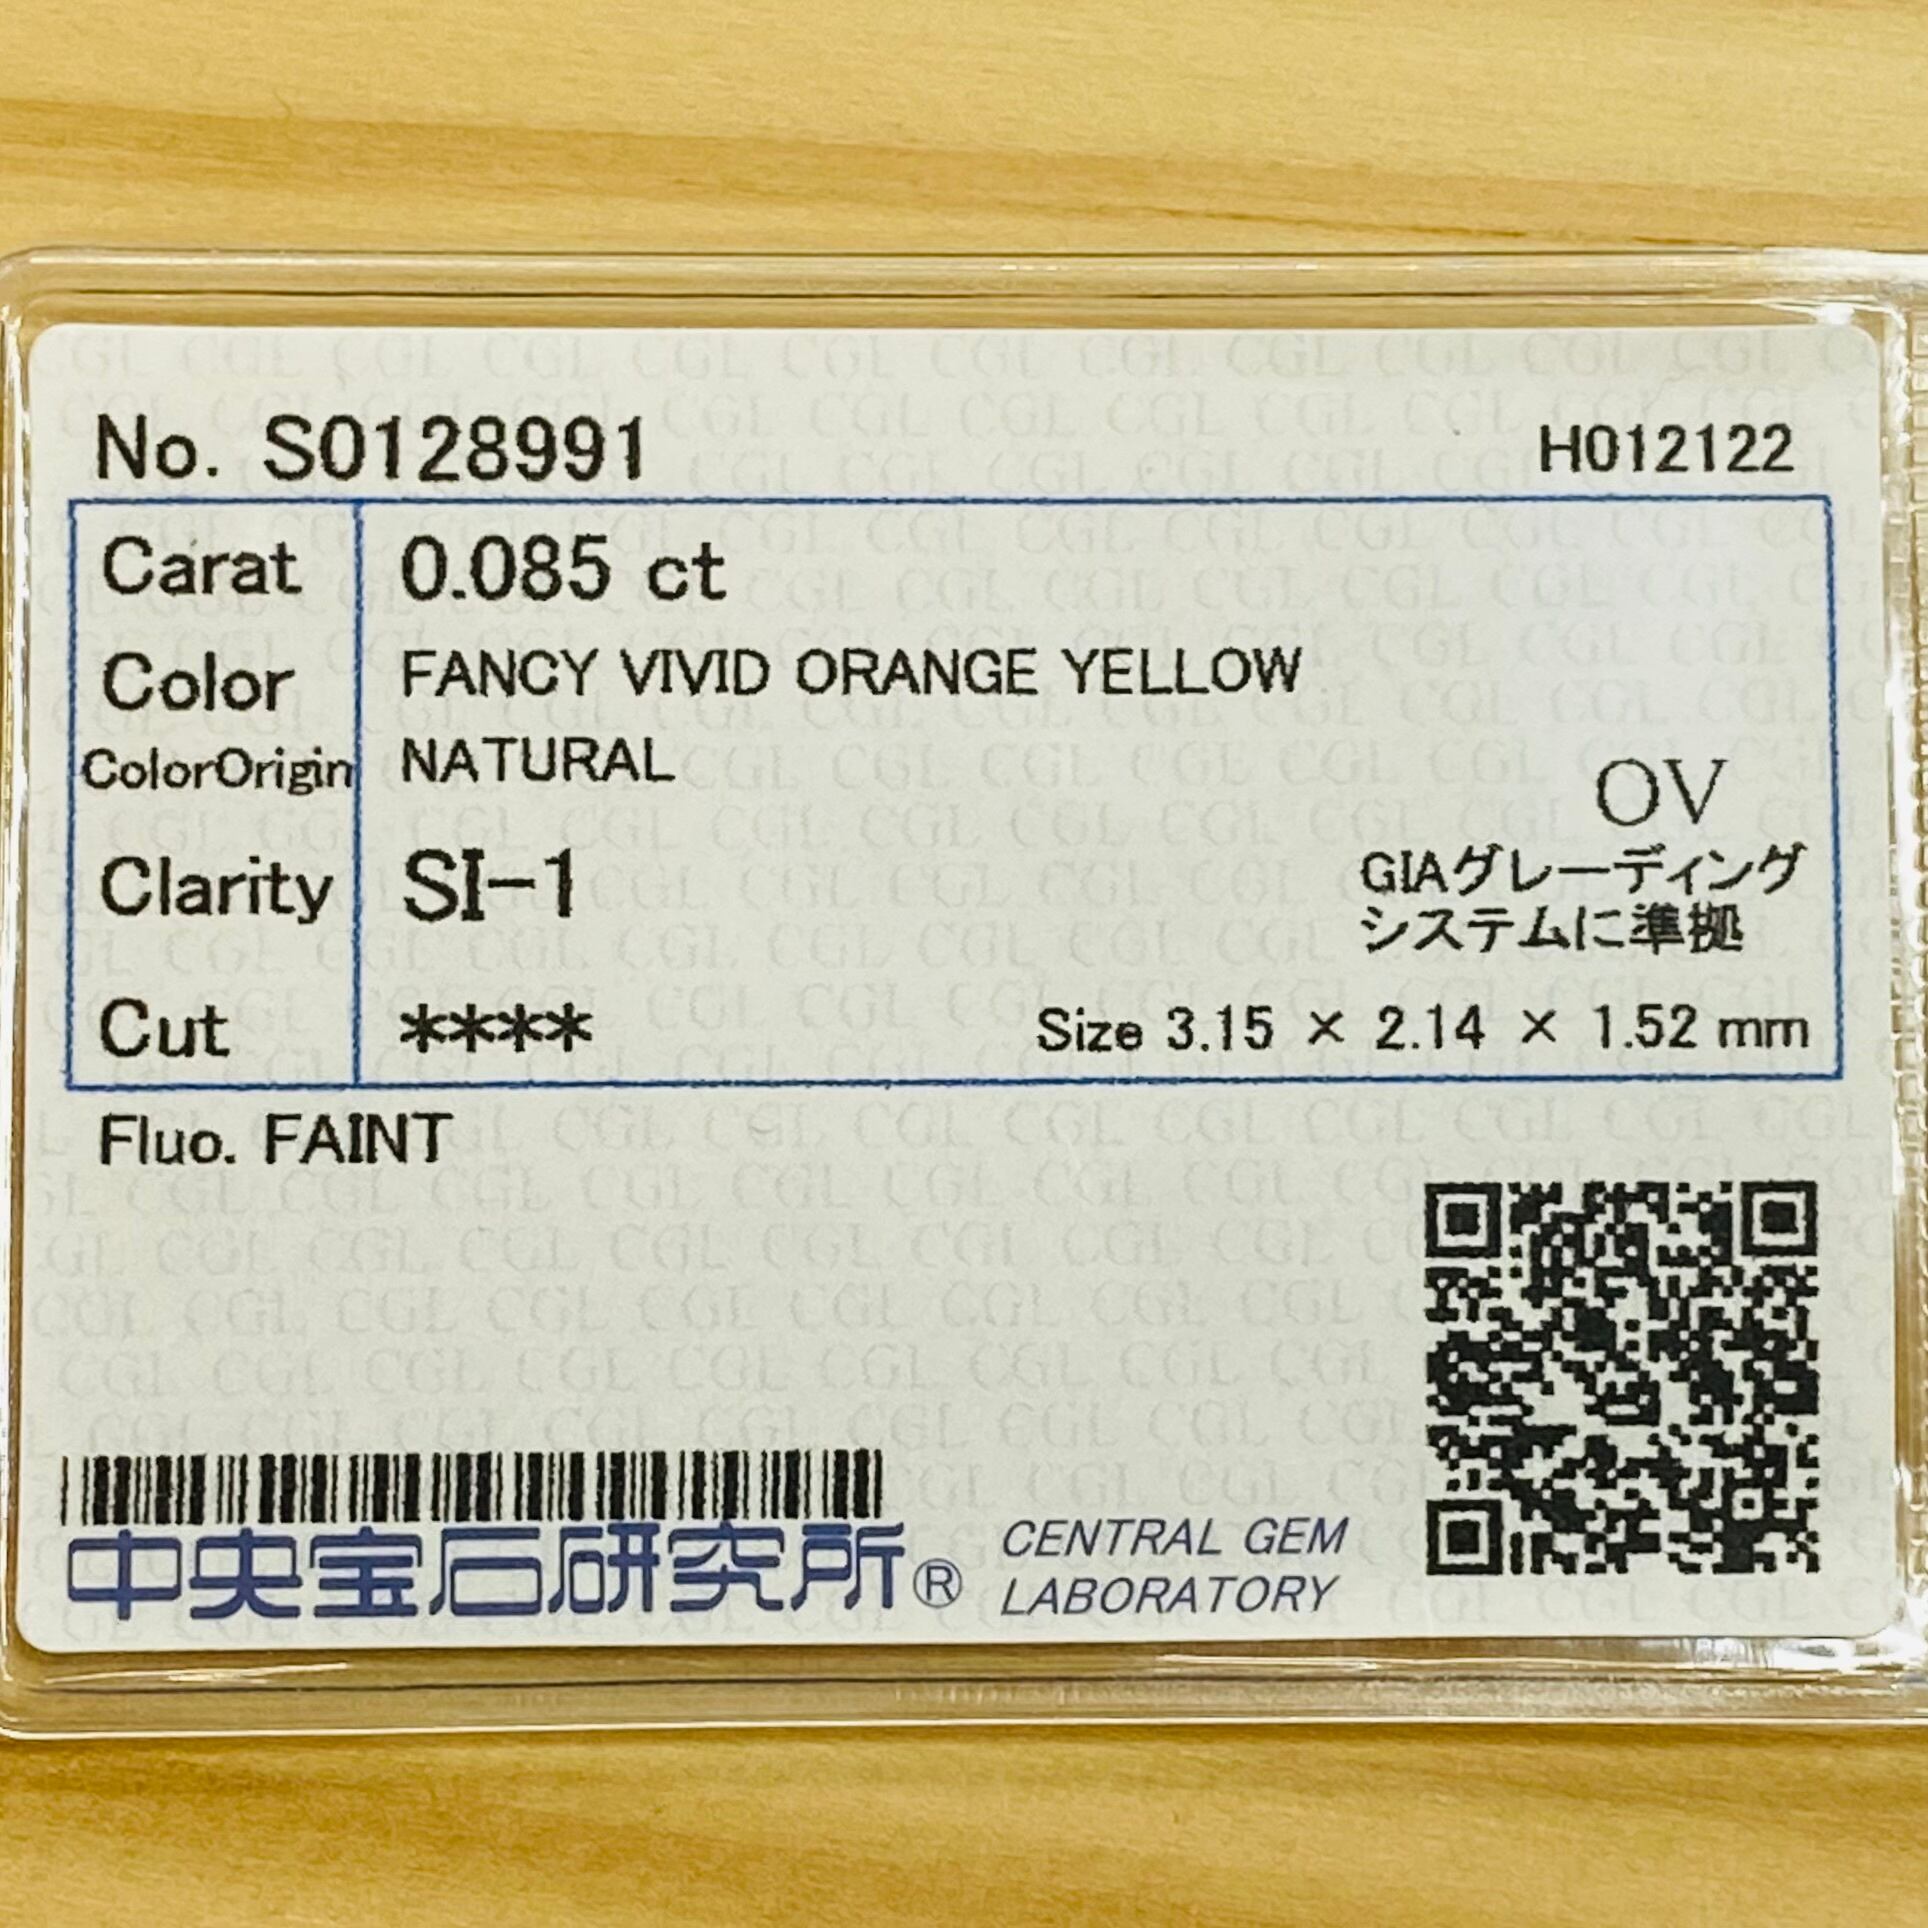 No. S0128991 H012122
Carat 0.085 ct
Color FANCY VIVID ORANGE YELLOW
ColorOrigin NATURAL
OV
Clarity SI-1
GIAグレーディング
システムに準拠
Cut **** Size 3.15 × 2.14 × 1.52 mm
Fluo. FAINT
中央宝石研究所® CENTRAL GEM
LABORATORY